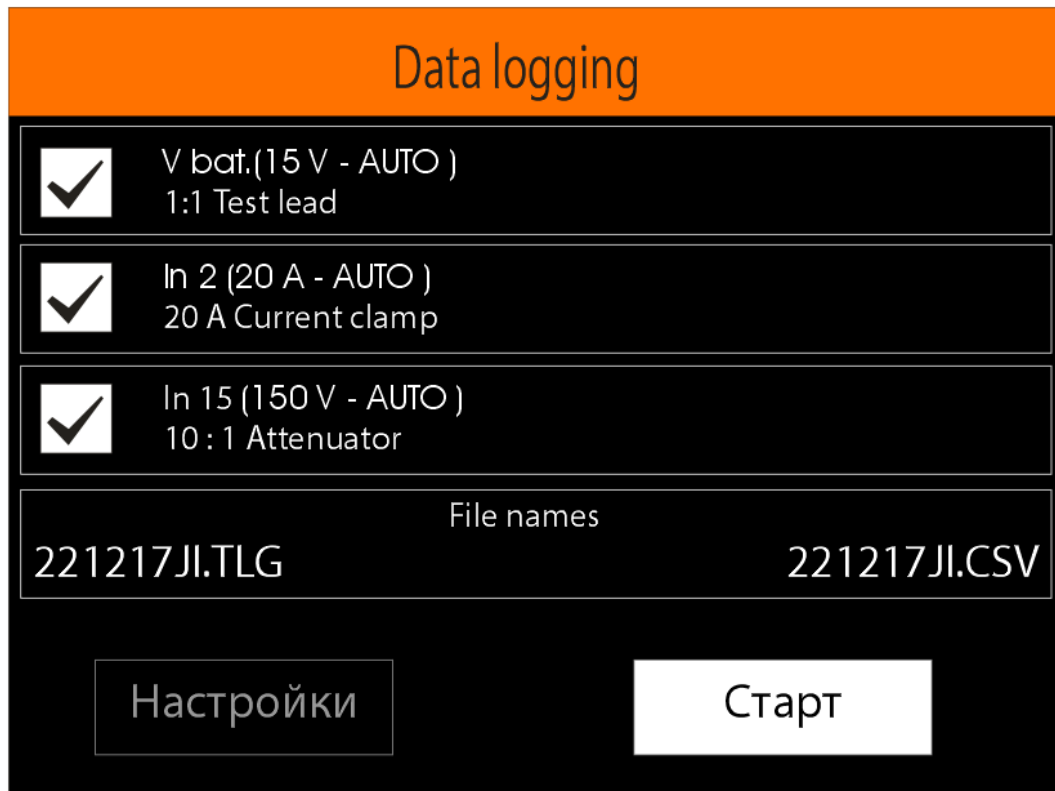 Data logging
V bat.(15 V - AUTO )
1:1 Test lead
In 2 (20 A - AUTO )
20 A Current clamp
In 15 (150 V - AUTO )
10 : 1 Attenuator
File names
221217JI.TLG 221217JI.CSV
Настройки Старт